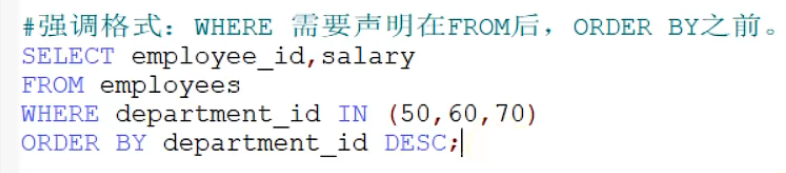 #强调格式：WHERE 需要声明在FROM后，ORDER BY之前。
SELECT employee_id,salary
FROM employees
WHERE department_id IN (50,60,70)
ORDER BY department_id DESC;